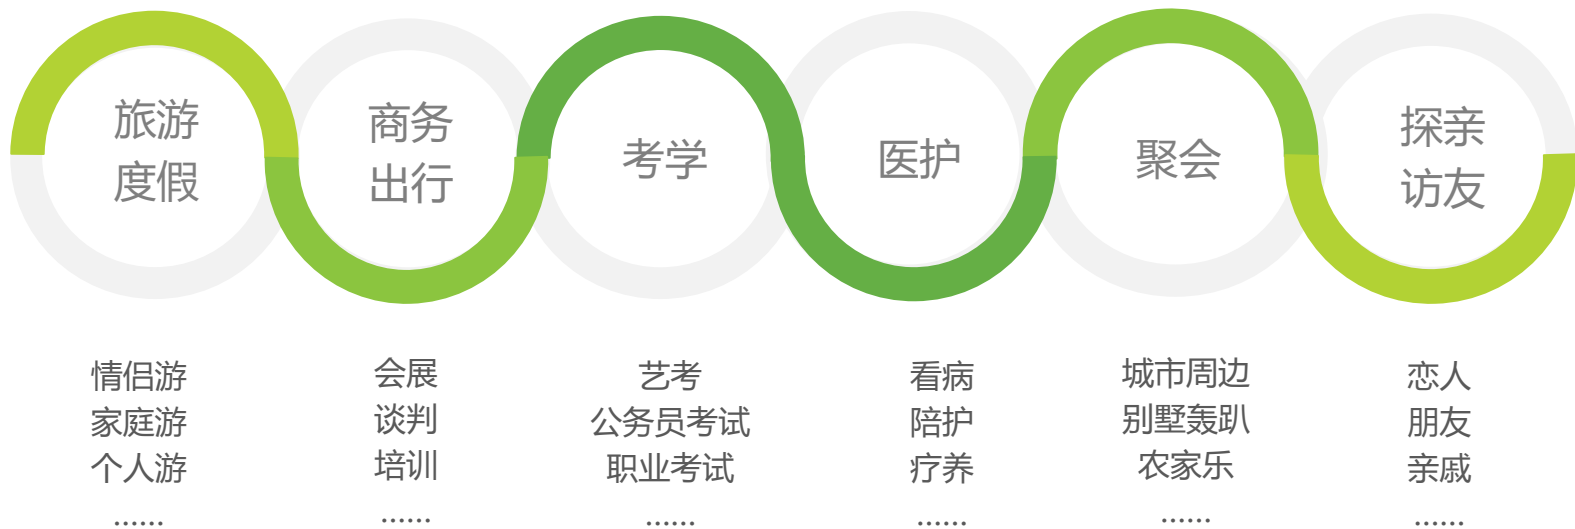 旅游
度假
商务
出行
考学
医护
聚会
探亲
访友
情侣游
家庭游
个人游
......
会展
谈判
培训
......
艺考
公务员考试
职业考试
......
看病
陪护
疗养
......
城市周边
别墅轰趴
农家乐
......
恋人
朋友
亲戚
......